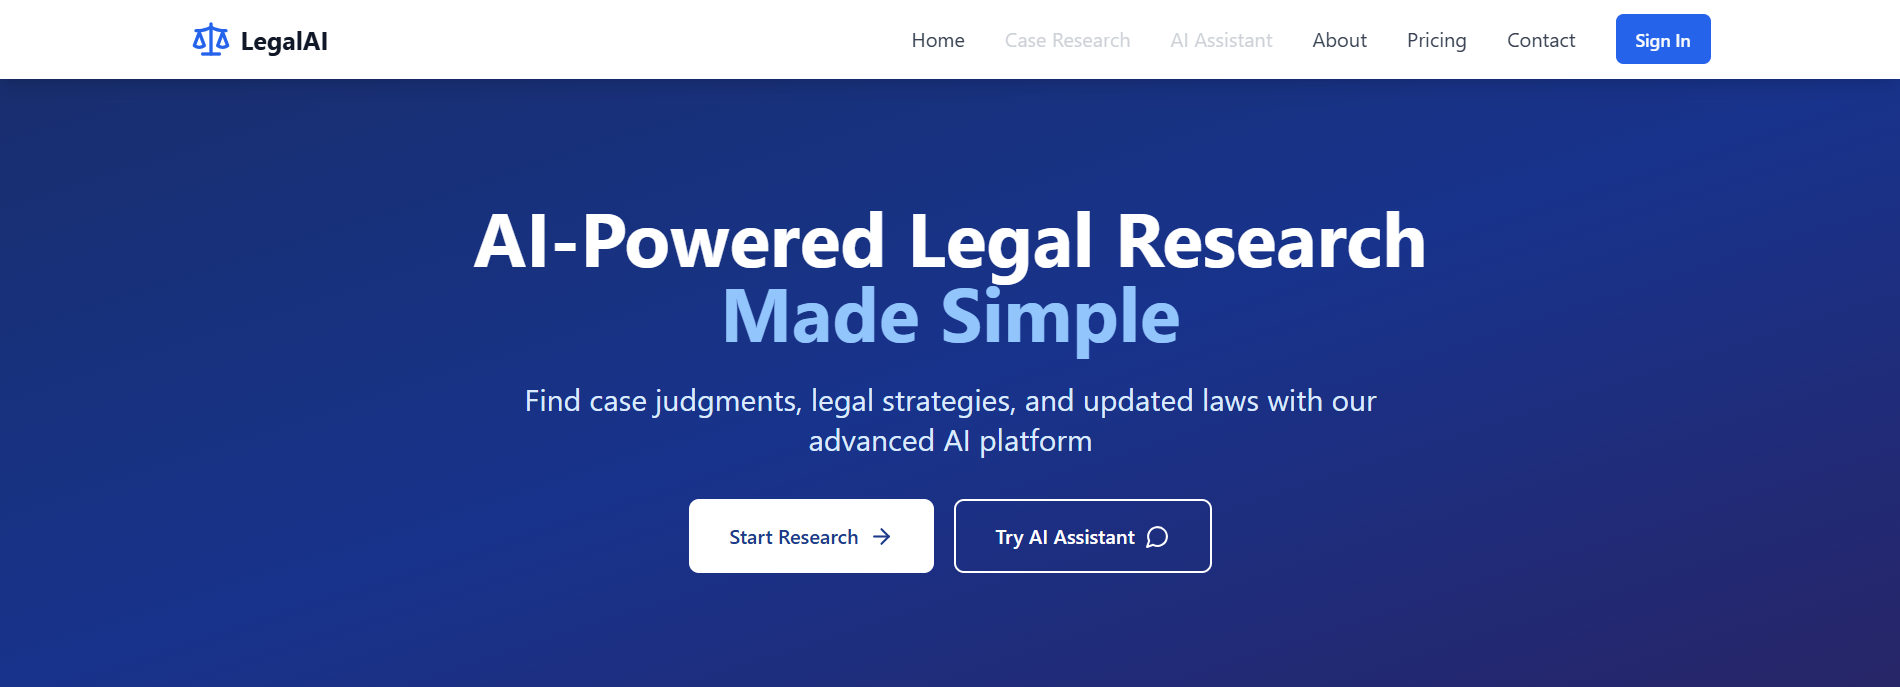 LegalAI
Home
Case Research
AI Assistant
About
Pricing
Contact
Sign In
AI-Powered Legal Research
Made Simple
Find case judgments, legal strategies, and updated laws with our
advanced AI platform
Start Research
Try AI Assistant